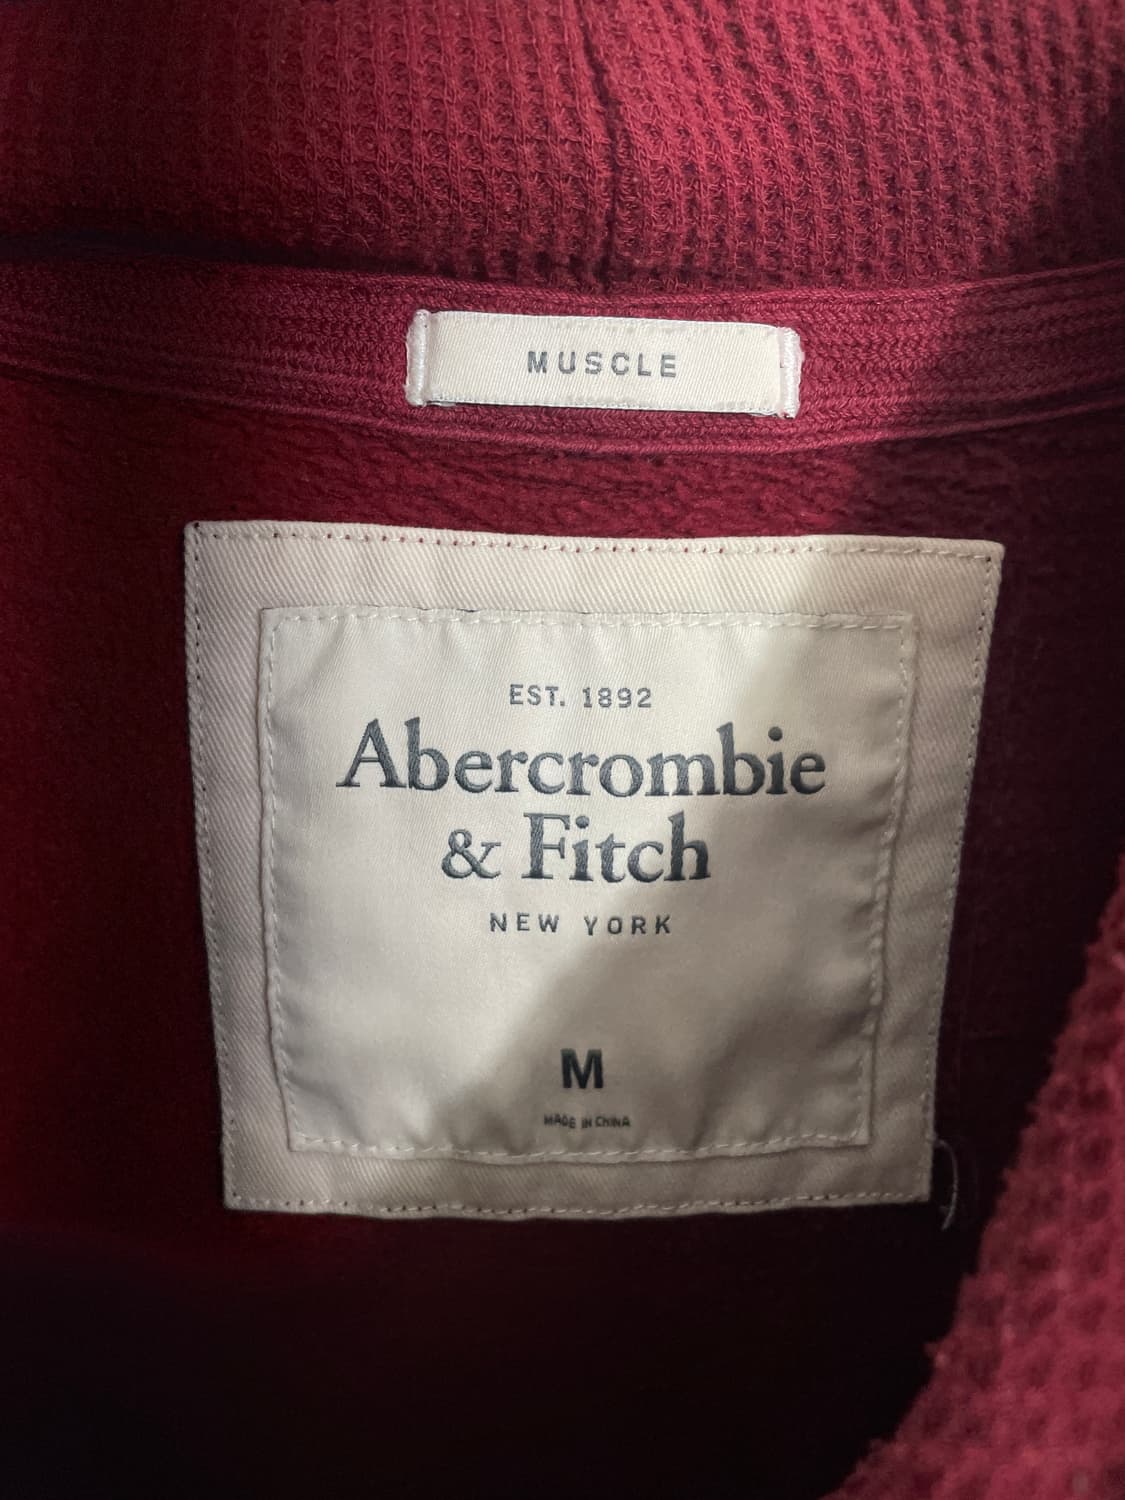 MUSCLE
EST. 1892
Abercrombie
& Fitch
NEW YORK
M
MADE IN CHINA